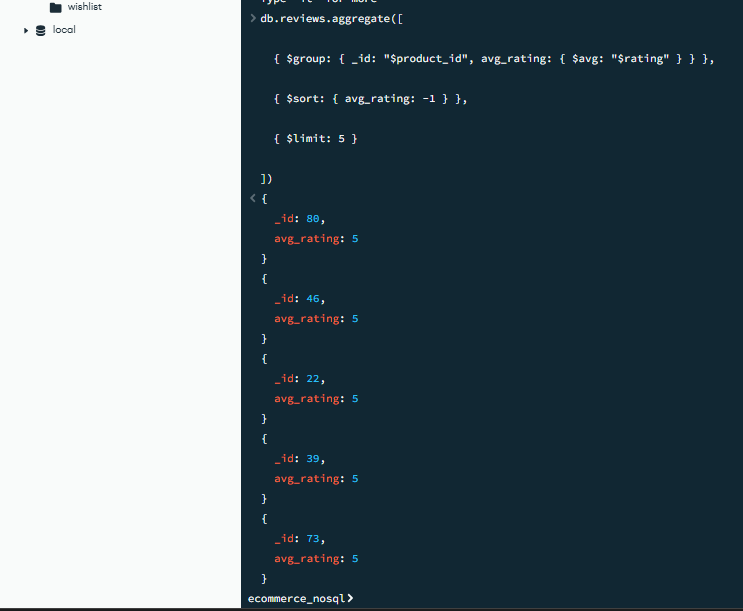 wishlist
local
Type "it" for more
> db.reviews.aggregate([
{ $group: { _id: "$product_id", avg_rating: { $avg: "$rating" } } },
{ $sort: { avg_rating: -1 } },
{ $limit: 5 }
])
< {
_id: 80,
avg_rating: 5
}
{
_id: 46,
avg_rating: 5
}
{
_id: 22,
avg_rating: 5
}
{
_id: 39,
avg_rating: 5
}
{
_id: 73,
avg_rating: 5
}
ecommerce_nosql>